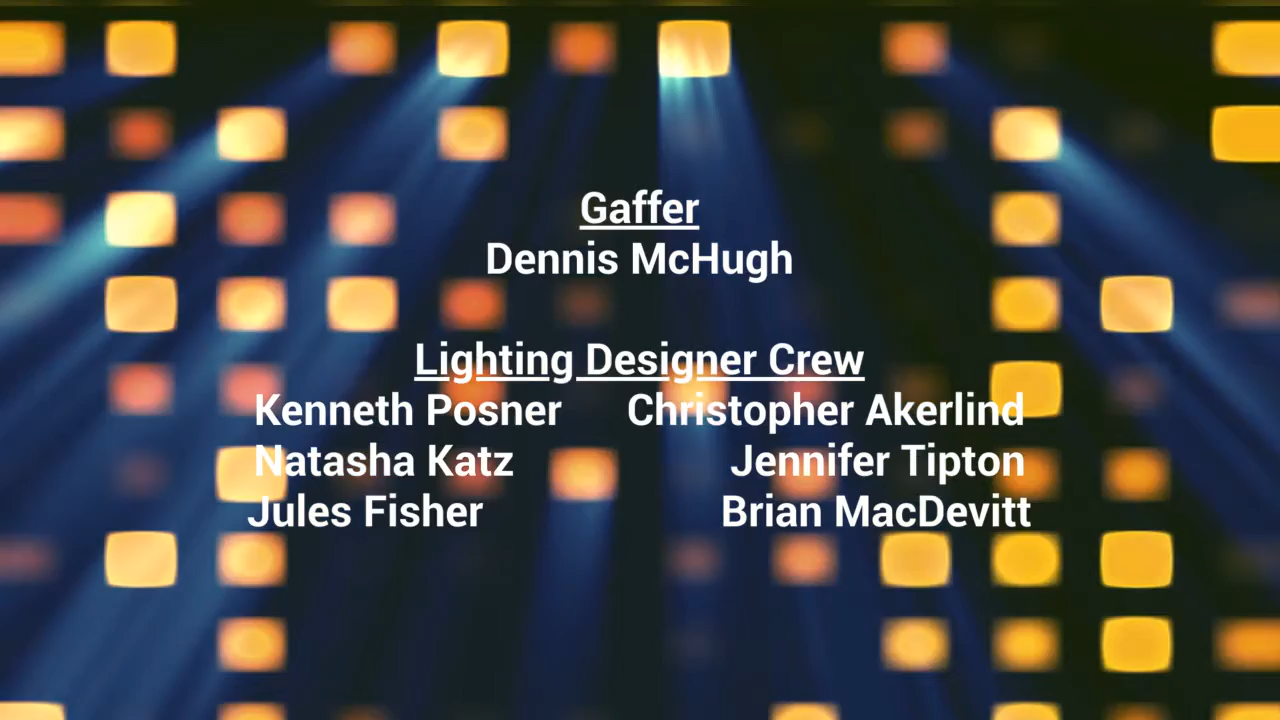 Gaffer
Dennis McHugh
Lighting Designer Crew
Kenneth Posner Christopher Akerlind
Natasha Katz Jennifer Tipton
Jules Fisher Brian MacDevitt